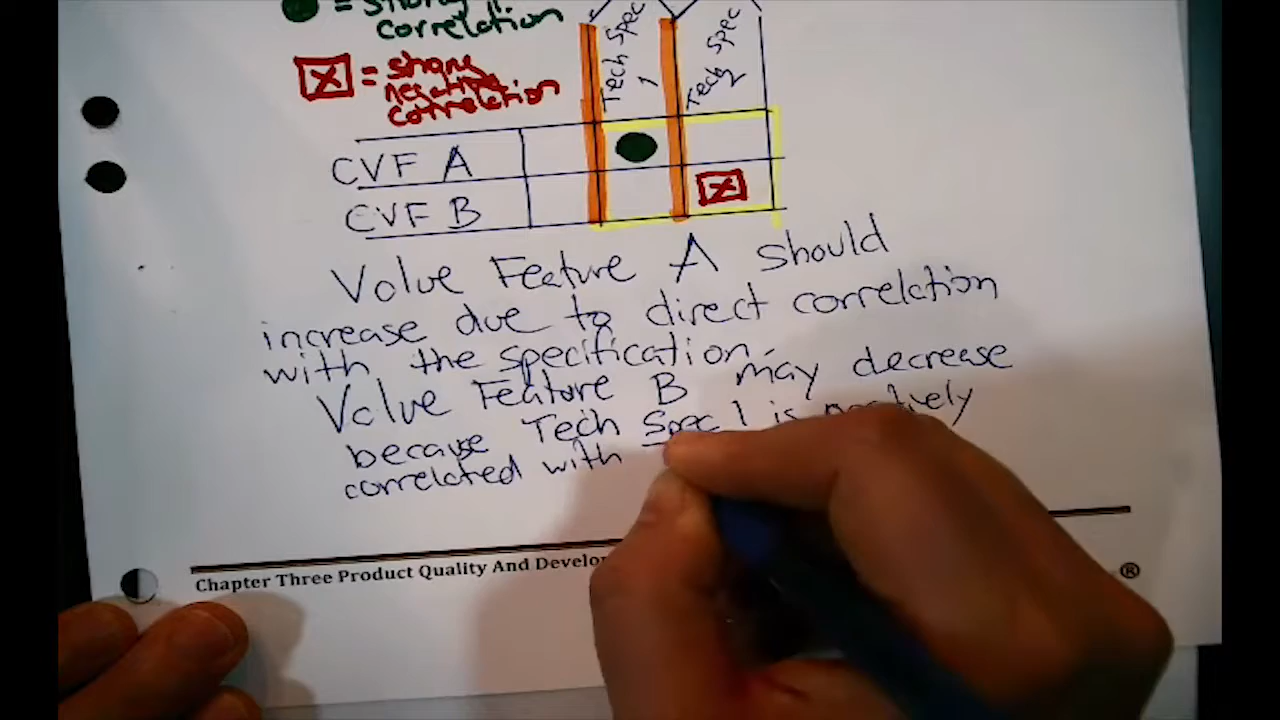 =
correlation
= strong
negative
correlation
Tech Spec 1
Tech Spec 2
CVF A
CVF B
Value Feature A should
increase due to direct correlation
with the specification.
Value Feature B may decrease
because Tech Spec 1 is
correlated with
Chapter Three Product Quality And Develo
®